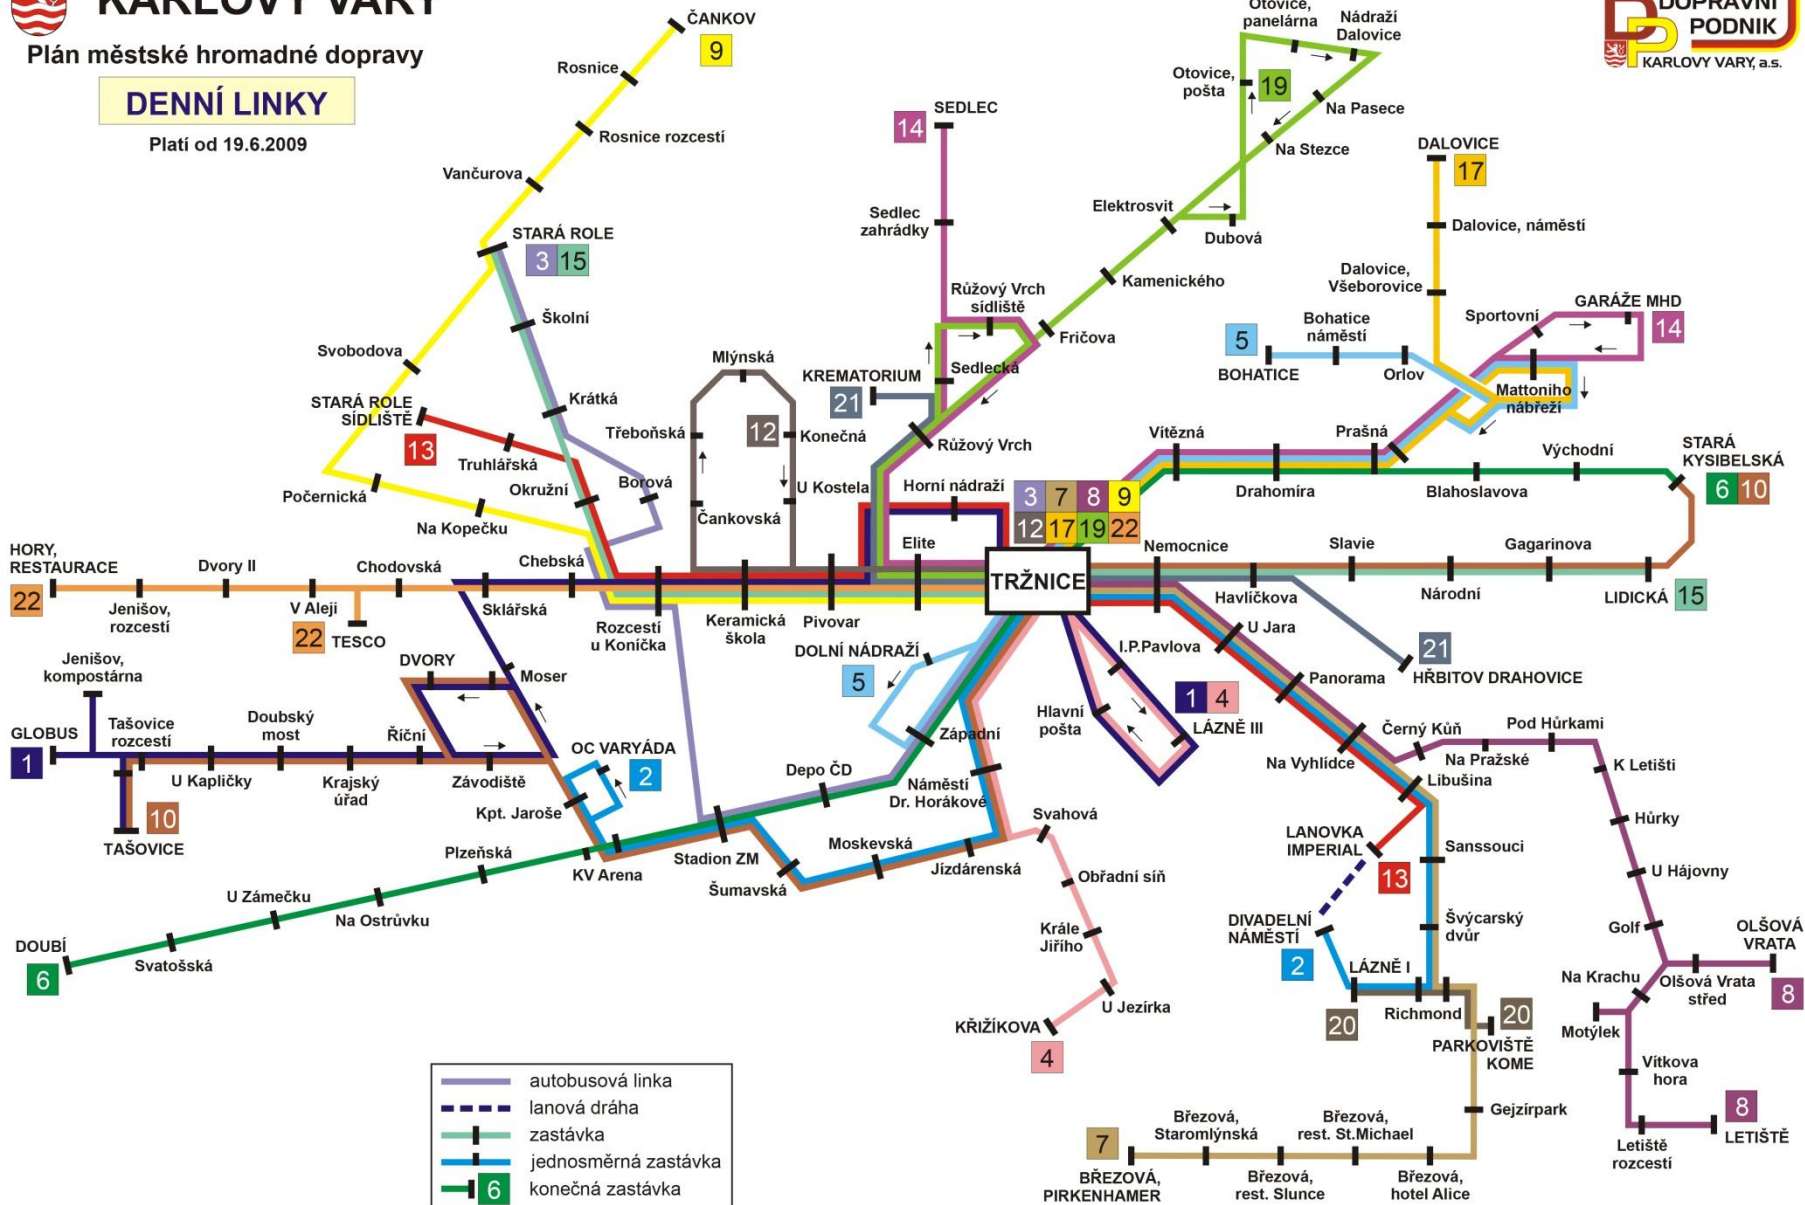 KARLOVY VARY
Plán městské hromadné dopravy
DENNÍ LINKY
Platí od 19.6.2009
DOPRAVNÍ
PODNIK
KARLOVY VARY, a.s.
ČANKOV
9
Rosnice
Rosnice rozcestí
Vančurova
STARÁ ROLE
3 15
Školní
Svobodova
Krátká
STARÁ ROLE
SÍDLIŠTĚ
13
Truhlářská
Počernická
Okružní
Borová
Na Kopečku
Otovice,
panelárna
Nádraží
Dalovice
Otovice,
pošta
19
Na Pasece
Na Stezce
Elektrosvit
Dubová
Kamenického
Fričova
SEDLEC
14
Sedlec
zahrádky
Růžový Vrch
sídliště
Sedlecká
KREMATORIUM
21
Růžový Vrch
Mlýnská
Třeboňská
12
Konečná
U Kostela
Čankovská
Horní nádraží
DALOVICE
17
Dalovice, náměstí
Dalovice,
Všeborovice
GARÁŽE MHD
14
Sportovní
Bohatice
náměstí
5
BOHATICE
Orlov
Mattoniho
nábřeží
Vítězná
Prašná
Drahomíra
Východní
Blahoslavova
STARÁ
KYSIBELSKÁ
6 10
3 7 8 9
12 17 19 22
TRŽNICE
Elite
HORY,
RESTAURACE
22
Jenišov,
rozcestí
Dvory II
V Aleji
22
TESCO
Chodovská
Sklářská
Chebská
Rozcestí
u Koníčka
Keramická
škola
Pivovar
Nemocnice
Havlíčkova
Slavie
Národní
Gagarinova
LIDICKÁ
15
21
HŘBITOV DRAHOVICE
U Jara
Panorama
Na Vyhlídce
Libušina
Černý Kůň
Na Pražské
Pod Hůrkami
K Letišti
Hůrky
U Hájovny
Golf
OLŠOVÁ
VRATA
8
Olšová Vrata
střed
Na Krachu
Motýlek
Vítkova
hora
Letiště
rozcestí
8
LETIŠTĚ
Jenišov,
kompostárna
GLOBUS
1
Tašovice
rozcestí
10
TAŠOVICE
U Kapličky
Doubský
most
Krajský
úřad
Říční
DVORY
Moser
Závodiště
OC VARYÁDA
2
Kpt. Jaroše
DOLNÍ NÁDRAŽÍ
5
Západní
Depo ČD
Náměstí
Dr. Horákové
Stadion ZM
KV Arena
Plzeňská
U Zámečku
Na Ostrůvku
Svatošská
DOUBÍ
6
Šumavská
Moskevská
Jízdárenská
I.P.Pavlova
Hlavní
pošta
1 4
LÁZNĚ III
Svahová
Obřadní síň
Krále
Jiřího
U Jezírka
KŘIŽÍKOVA
4
LANOVKA
IMPERIAL
13
Sanssouci
Švýcarský
dvůr
DIVADELNÍ
NÁMĚSTÍ
2
LÁZNĚ I
20
Richmond
20
PARKOVIŠTĚ
KOME
Gejzírpark
7
BŘEZOVÁ,
PIRKENHAMER
Březová,
Staromlýnská
Březová,
rest. Slunce
Březová,
rest. St.Michael
Březová,
hotel Alice
autobusová linka
lanová dráha
zastávka
jednosměrná zastávka
6 konečná zastávka